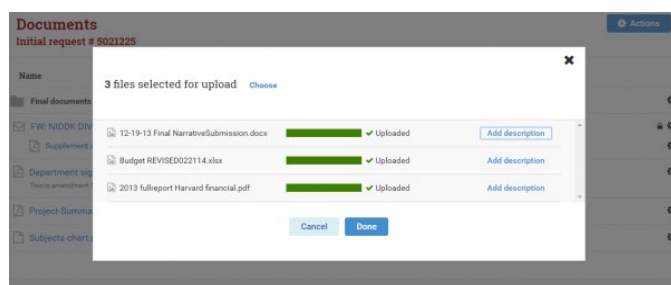 Documents
Actions
Initial request # 5021225
Name
3 files selected for upload Choose
Final documents
FW: NIDDK DIV
12-19-13 Final NarrativeSubmission.docx Uploaded Add description
Supplement
Budget REVISED022114.xlsx Uploaded Add description
Department sig
This is amendment
2013 fullreport Harvard financial.pdf Uploaded Add description
Project-Summa
Cancel Done
Subjects chart